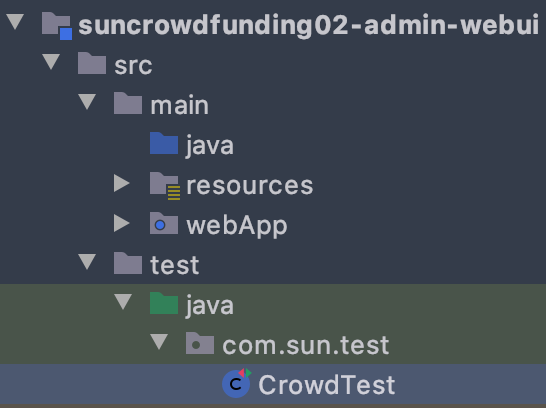 suncrowdfunding02-admin-webui
src
main
java
resources
webApp
test
java
com.sun.test
C CrowdTest